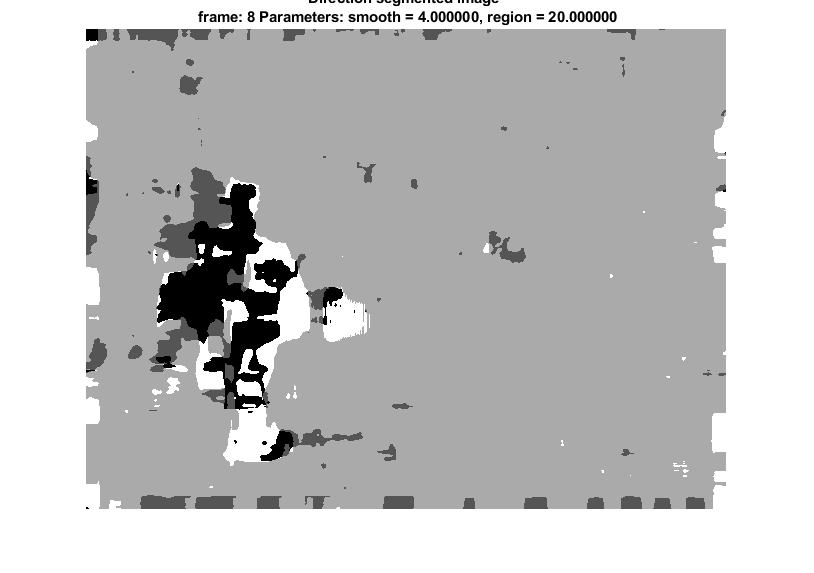 Direction segmented image
frame: 8 Parameters: smooth = 4.000000, region = 20.000000